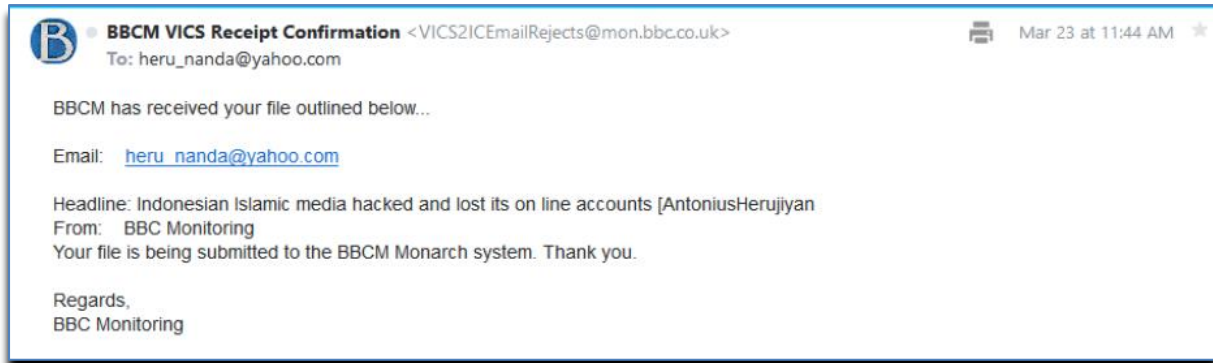 B
BBCM VICS Receipt Confirmation <VICS2ICEmailRejects@mon.bbc.co.uk>
Mar 23 at 11:44 AM
To: heru_nanda@yahoo.com
BBCM has received your file outlined below...
Email: heru_nanda@yahoo.com
Headline: Indonesian Islamic media hacked and lost its on line accounts [AntoniusHerujiyan
From: BBC Monitoring
Your file is being submitted to the BBCM Monarch system. Thank you.
Regards,
BBC Monitoring